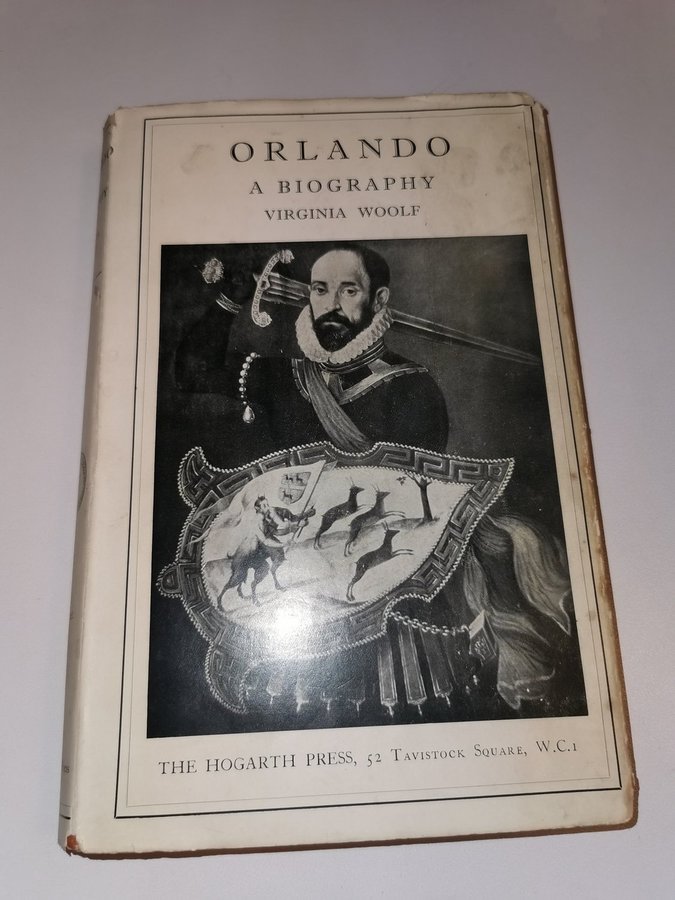 ORLANDO
A BIOGRAPHY
VIRGINIA WOOLF
THE HOGARTH PRESS, 52 TAVISTOCK SQUARE, W.C.1